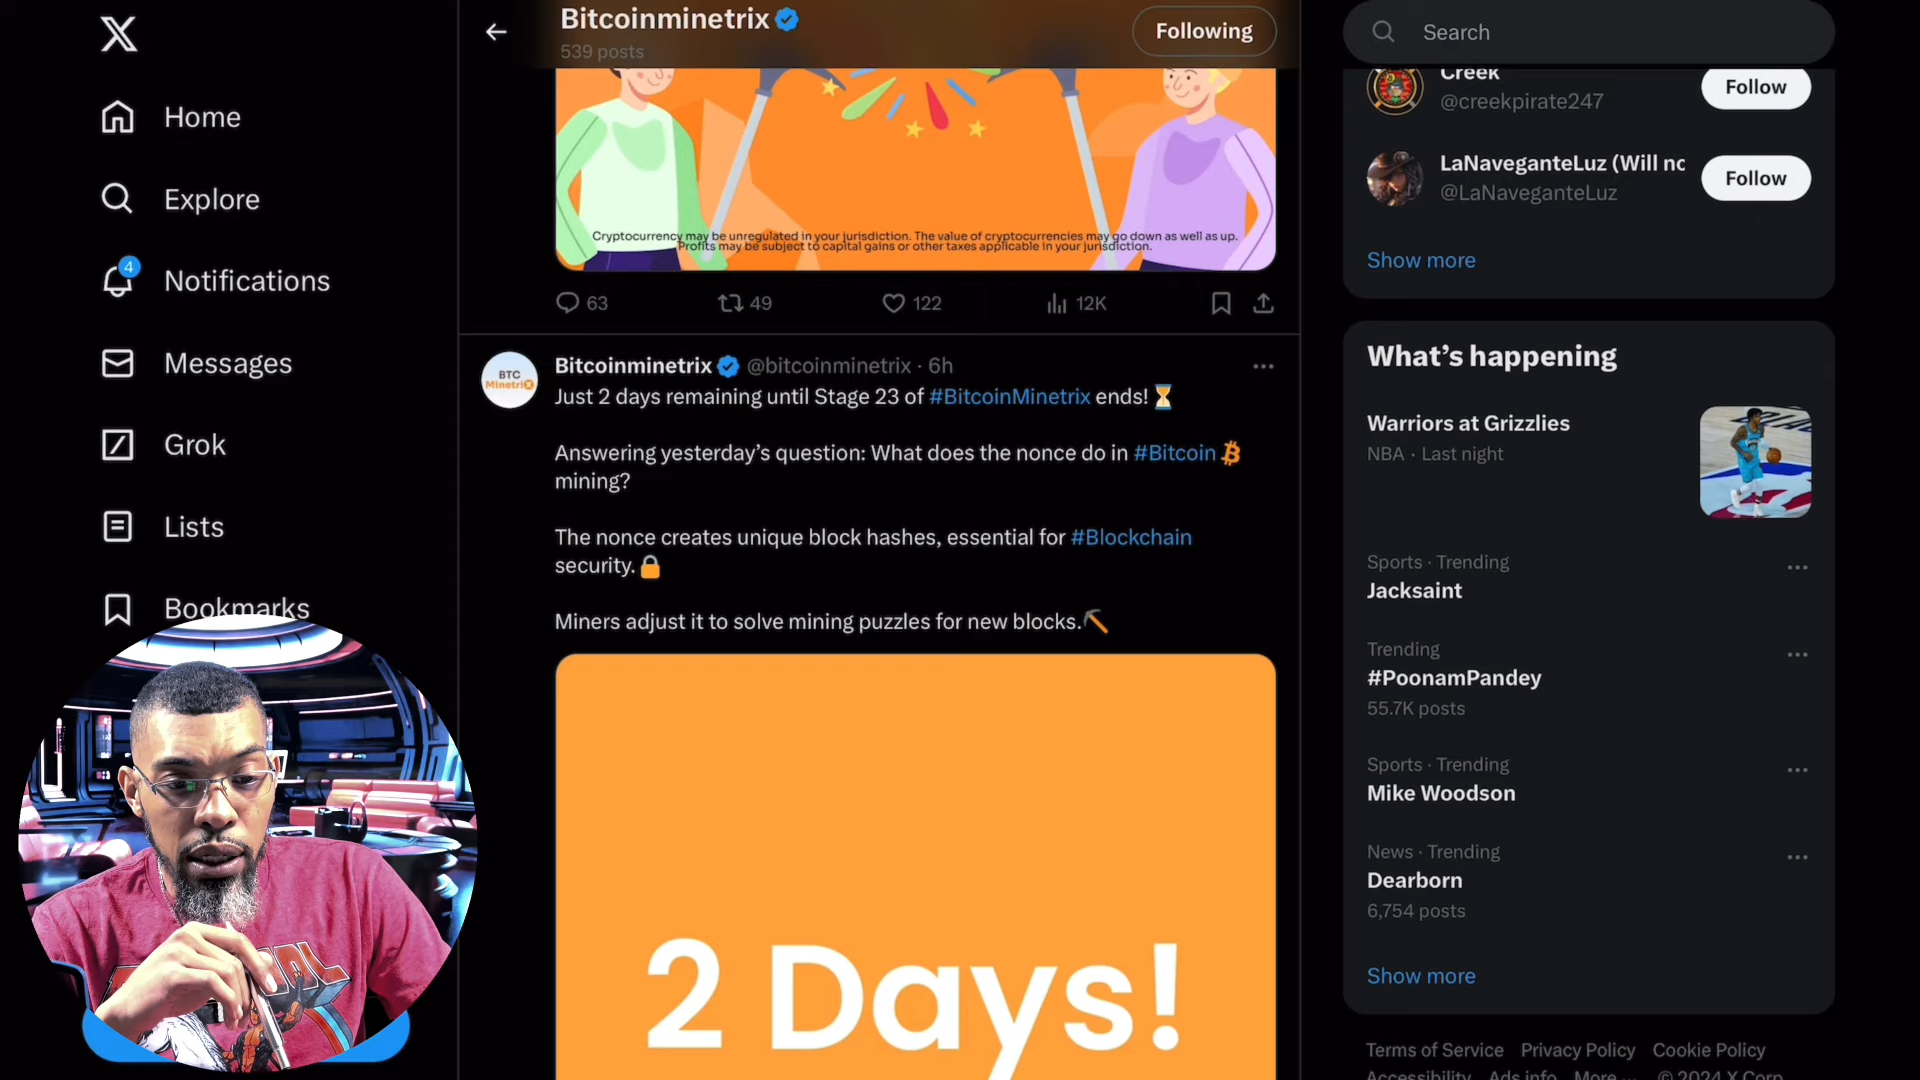 Home
Explore
4
Notifications
Messages
Grok
Lists
Bookmarks
Bitcoinminetrix
539 posts
Following
Cryptocurrency may be unregulated in your jurisdiction. The value of cryptocurrencies may go down as well as up.
Profits may be subject to capital gains or other taxes applicable in your jurisdiction.
63
49
122
12K
BTC
MinetriX
Bitcoinminetrix @bitcoinminetrix · 6h
Just 2 days remaining until Stage 23 of #BitcoinMinetrix ends! ⏳
Answering yesterday’s question: What does the nonce do in #Bitcoin
mining?
The nonce creates unique block hashes, essential for #Blockchain
security. 🔒
Miners adjust it to solve mining puzzles for new blocks. ⛏
2 Days!
Search
Creek
@creekpirate247
Follow
LaNaveganteLuz (Will no
@LaNaveganteLuz
Follow
Show more
What’s happening
Warriors at Grizzlies
NBA · Last night
Sports · Trending
Jacksaint
Trending
#PoonamPandey
55.7K posts
Sports · Trending
Mike Woodson
News · Trending
Dearborn
6,754 posts
Show more
Terms of Service Privacy Policy Cookie Policy
Accessibility Ads info More ... © 2024 X Corp.